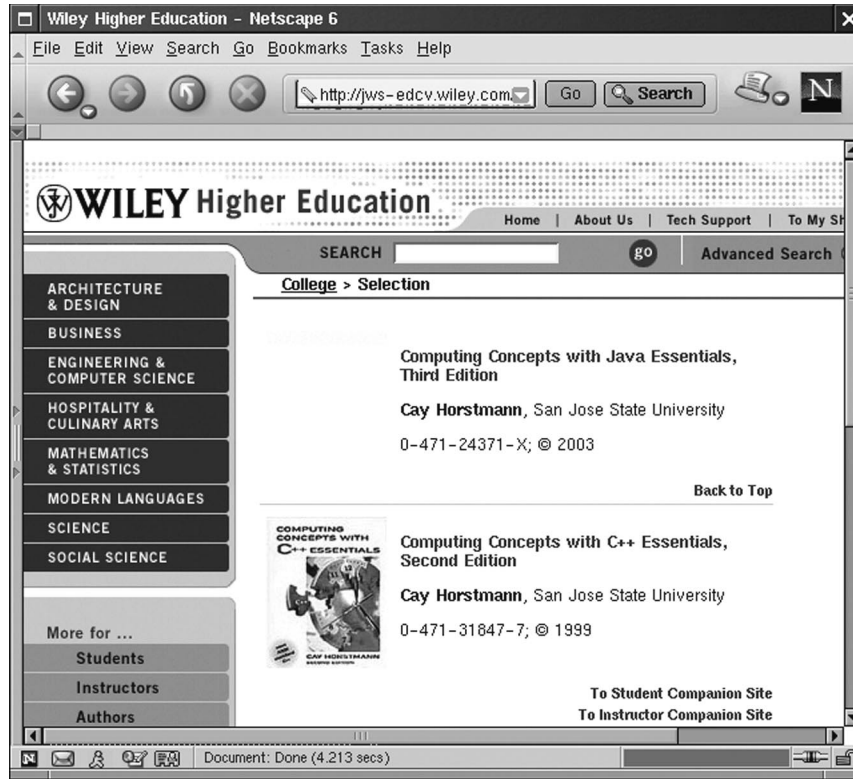 Wiley Higher Education - Netscape 6
File Edit View Search Go Bookmarks Tasks Help
http://jws-edcv.wiley.com
Go
Search
N
WILEY Higher Education
Home | About Us | Tech Support | To My Sh
SEARCH
go
Advanced Search
College > Selection
ARCHITECTURE
& DESIGN
BUSINESS
ENGINEERING &
COMPUTER SCIENCE
HOSPITALITY &
CULINARY ARTS
MATHEMATICS
& STATISTICS
MODERN LANGUAGES
SCIENCE
SOCIAL SCIENCE
More for ...
Students
Instructors
Authors
Computing Concepts with Java Essentials,
Third Edition
Cay Horstmann, San Jose State University
0-471-24371-X; © 2003
Back to Top
COMPUTING
CONCEPTS WITH
C++ ESSENTIALS
CAY HORSTMANN
SECOND EDITION
Computing Concepts with C++ Essentials,
Second Edition
Cay Horstmann, San Jose State University
0-471-31847-7; © 1999
To Student Companion Site
To Instructor Companion Site
Document: Done (4.213 secs)